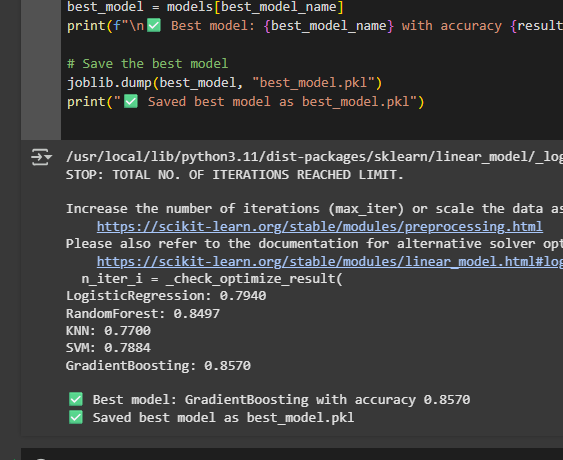 best_model = models[best_model_name]
print(f"\n✅ Best model: {best_model_name} with accuracy {result
# Save the best model
joblib.dump(best_model, "best_model.pkl")
print("✅ Saved best model as best_model.pkl")
/usr/local/lib/python3.11/dist-packages/sklearn/linear_model/_log
STOP: TOTAL NO. OF ITERATIONS REACHED LIMIT.
Increase the number of iterations (max_iter) or scale the data as
https://scikit-learn.org/stable/modules/preprocessing.html
Please also refer to the documentation for alternative solver opt
https://scikit-learn.org/stable/modules/linear_model.html#log
n_iter_i = _check_optimize_result(
LogisticRegression: 0.7940
RandomForest: 0.8497
KNN: 0.7700
SVM: 0.7884
GradientBoosting: 0.8570
✅ Best model: GradientBoosting with accuracy 0.8570
✅ Saved best model as best_model.pkl